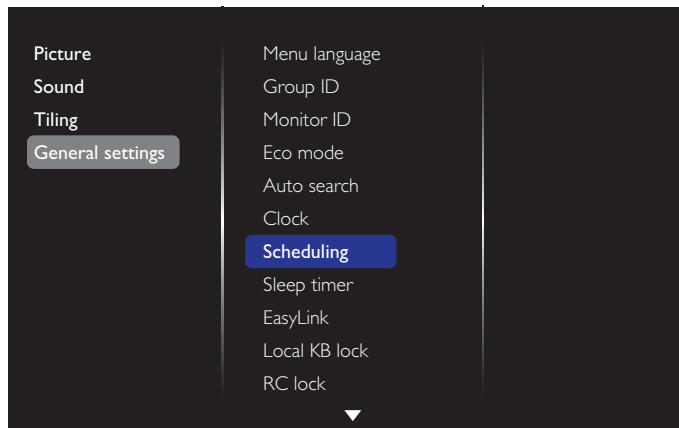 Picture
Sound
Tiling
General settings
Menu language
Group ID
Monitor ID
Eco mode
Auto search
Clock
Scheduling
Sleep timer
EasyLink
Local KB lock
RC lock